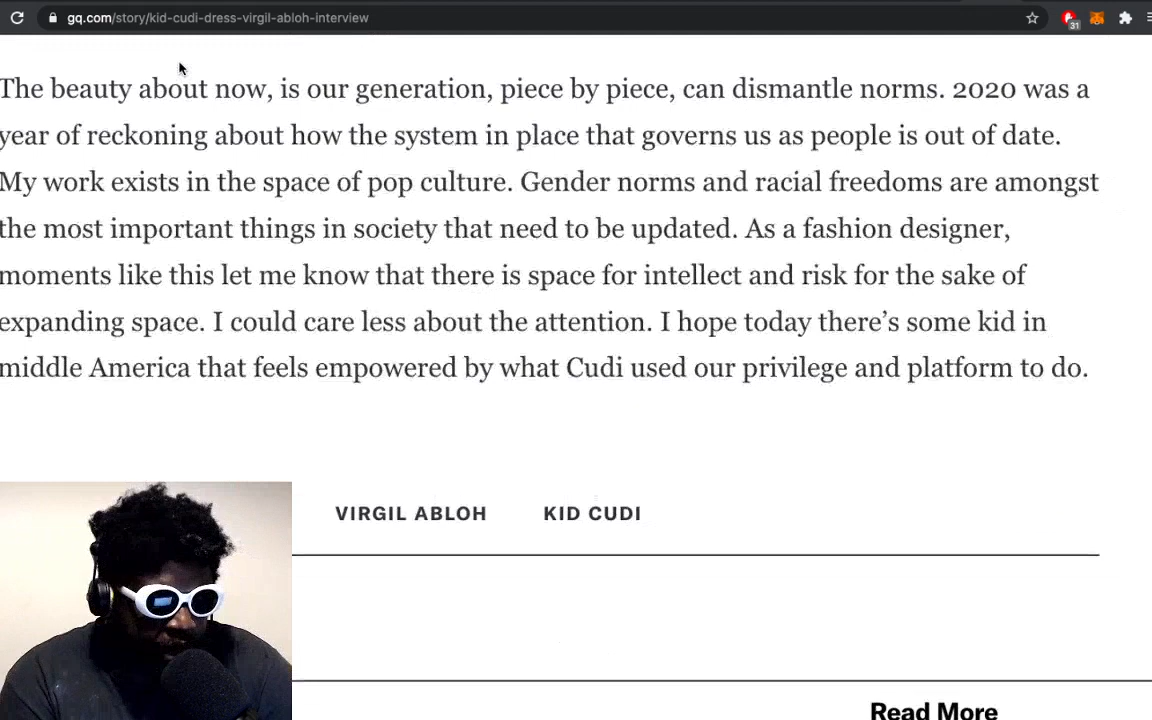 gq.com/story/kid-cudi-dress-virgil-abloh-interview
31
The beauty about now, is our generation, piece by piece, can dismantle norms. 2020 was a
year of reckoning about how the system in place that governs us as people is out of date.
My work exists in the space of pop culture. Gender norms and racial freedoms are amongst
the most important things in society that need to be updated. As a fashion designer,
moments like this let me know that there is space for intellect and risk for the sake of
expanding space. I could care less about the attention. I hope today there’s some kid in
middle America that feels empowered by what Cudi used our privilege and platform to do.
VIRGIL ABLOH KID CUDI
Read More